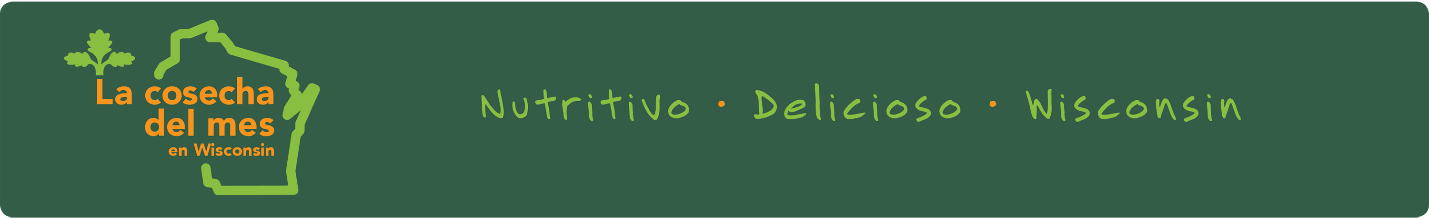 La cosecha
del mes
en Wisconsin
Nutritivo • Delicioso • Wisconsin